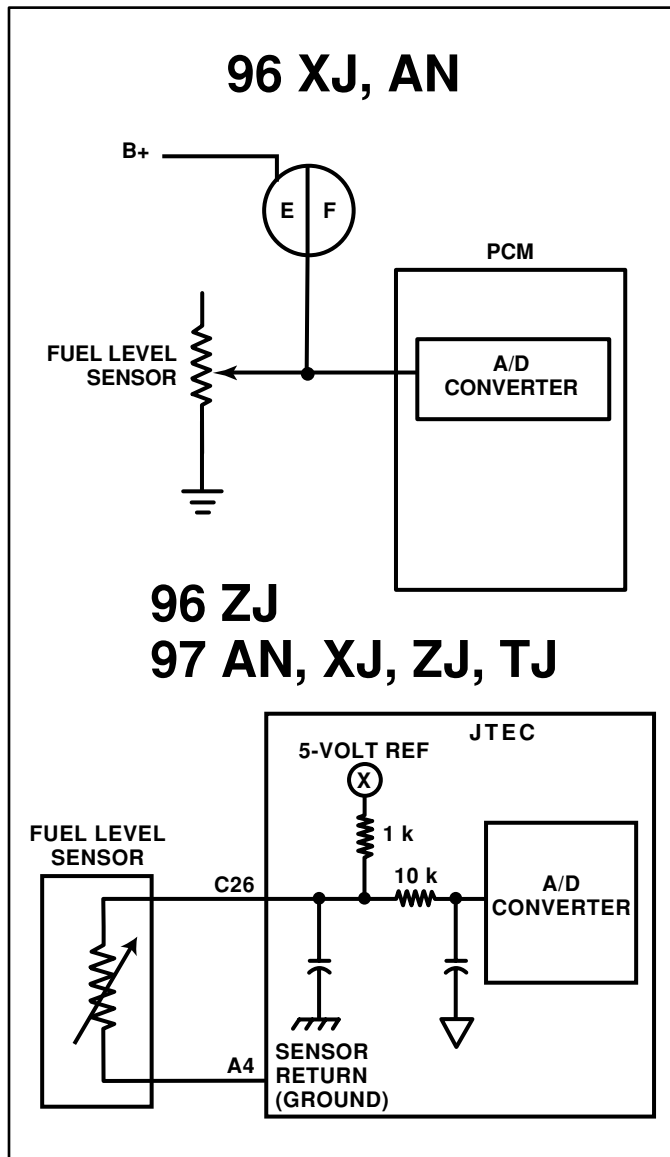 96 XJ, AN
B+
E F
PCM
FUEL LEVEL
SENSOR
A/D
CONVERTER
96 ZJ
97 AN, XJ, ZJ, TJ
JTEC
5-VOLT REF
X
1 k
FUEL LEVEL
SENSOR
C26
10 k
A/D
CONVERTER
A4
SENSOR
RETURN
(GROUND)